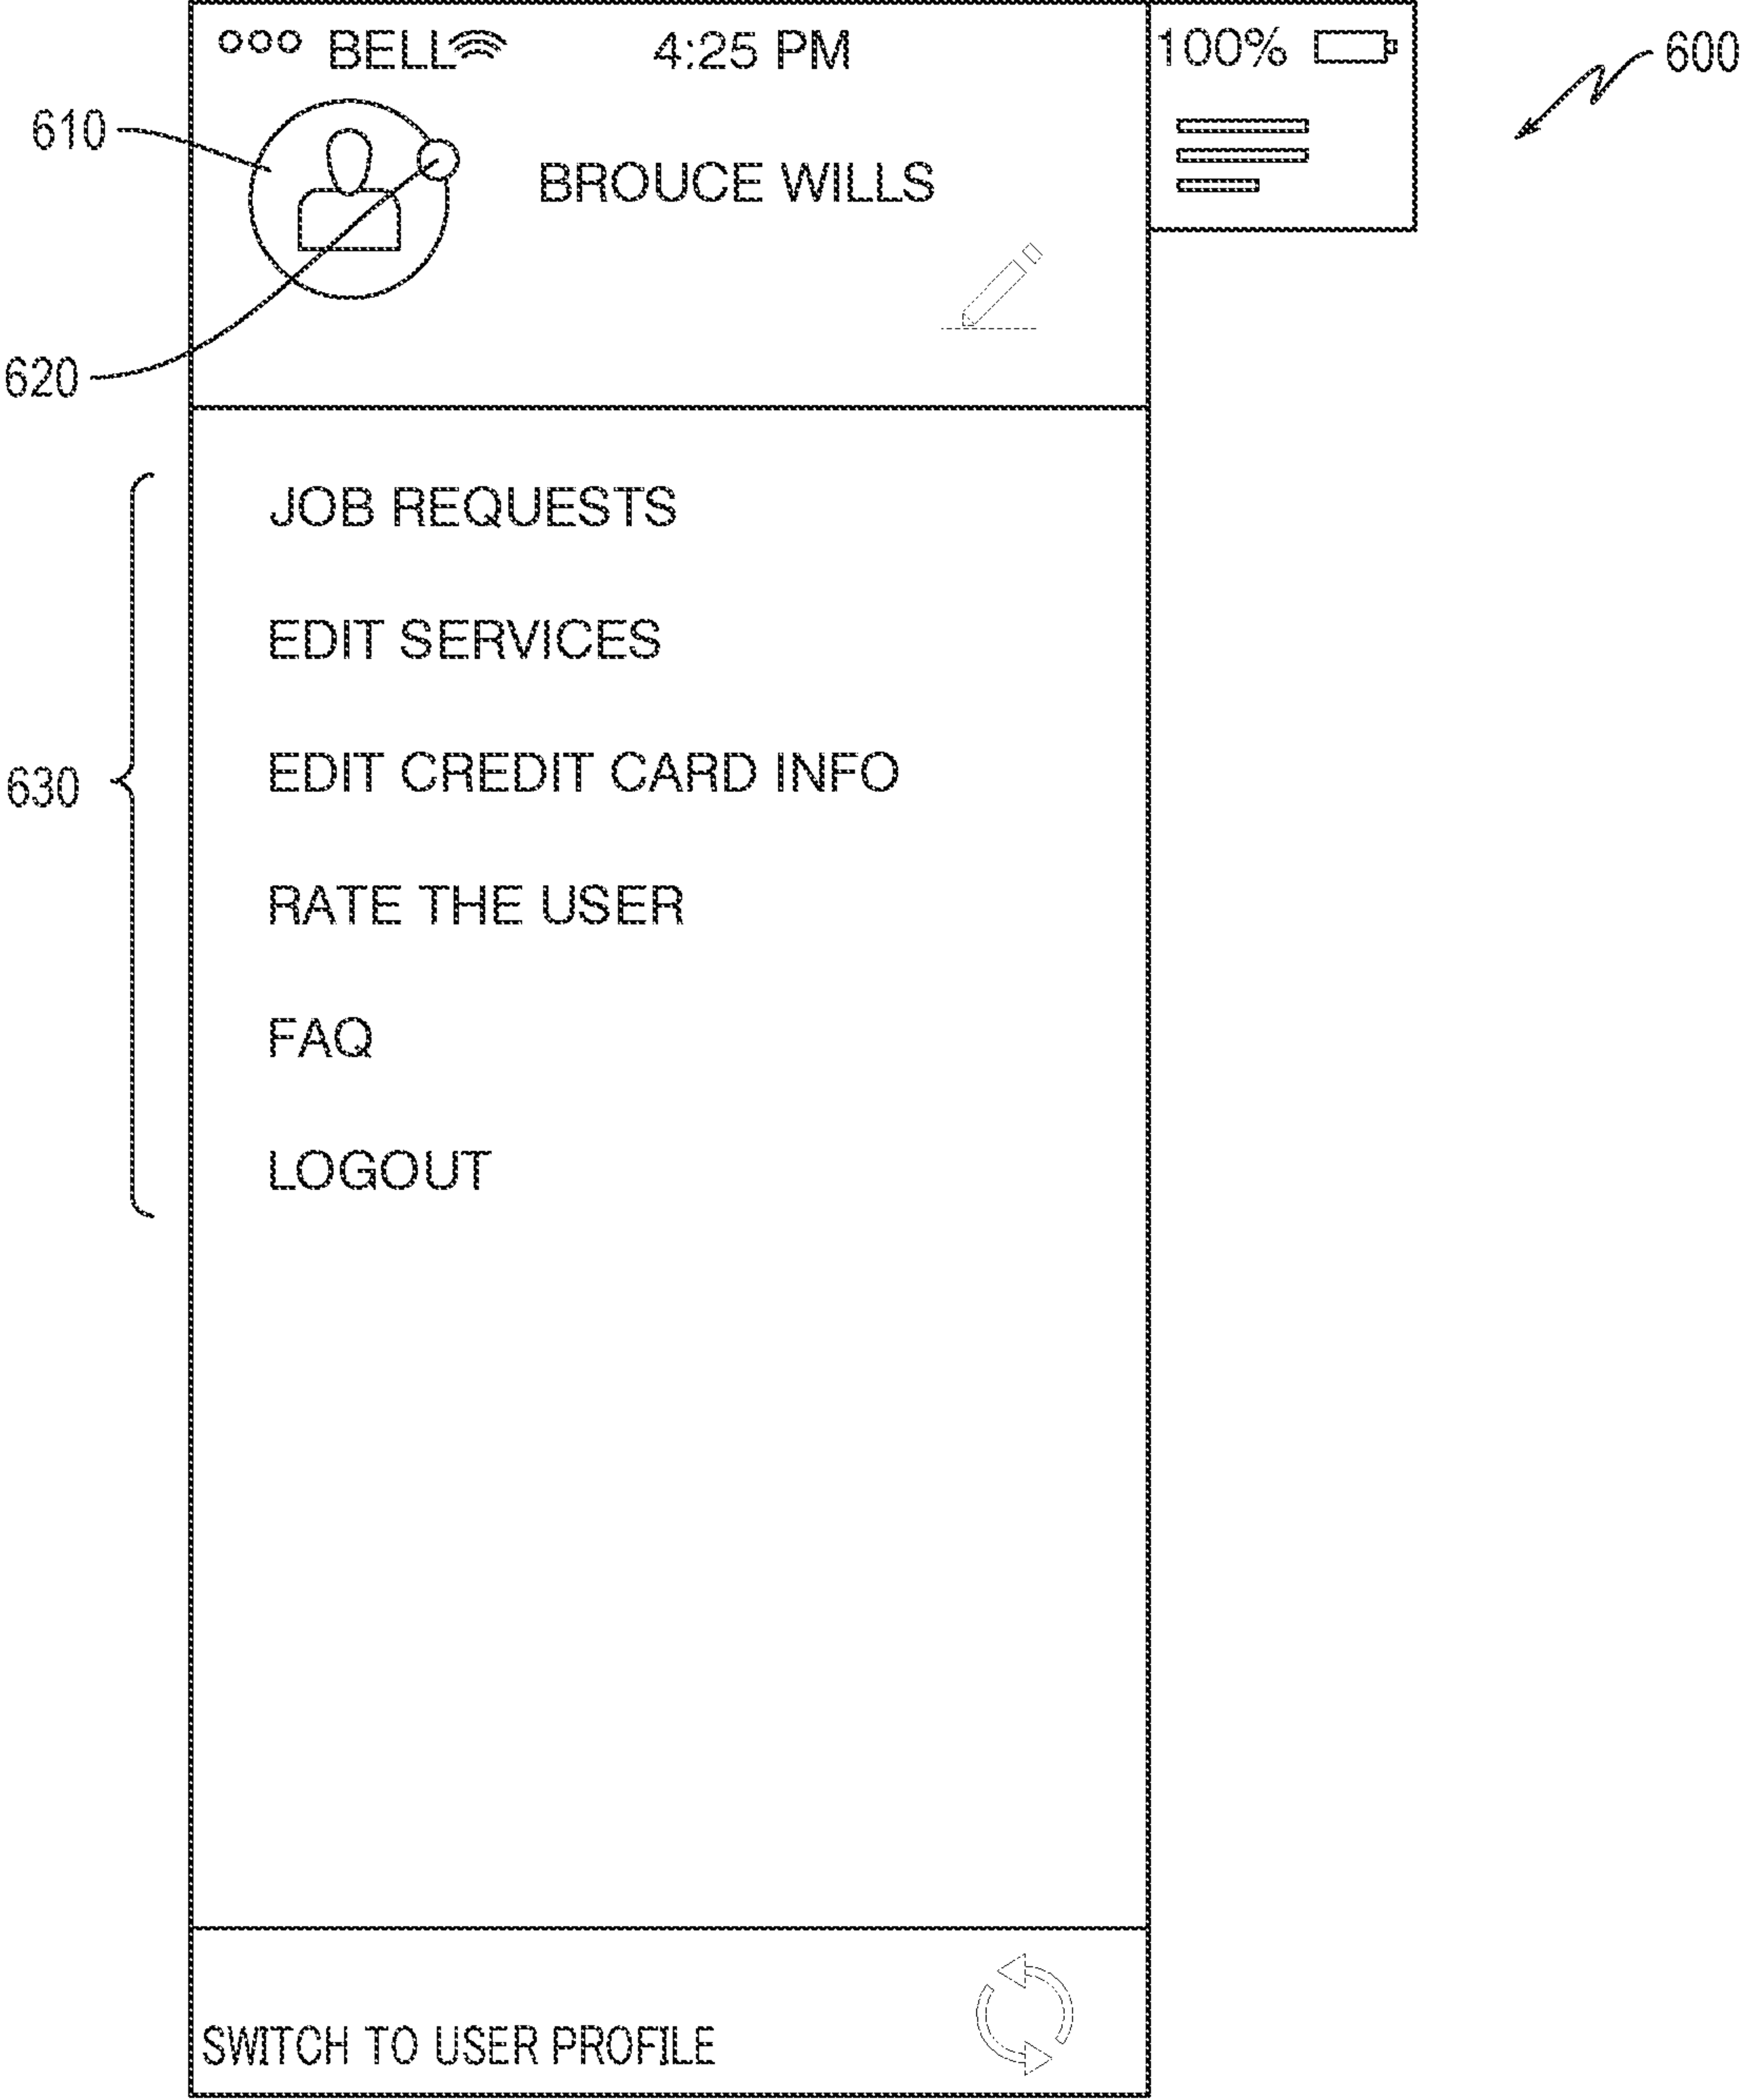 ooo BELL 4:25 PM 100%
600
610
BROUCE WILLS
620
JOB REQUESTS
EDIT SERVICES
EDIT CREDIT CARD INFO
630
RATE THE USER
FAQ
LOGOUT
SWITCH TO USER PROFILE